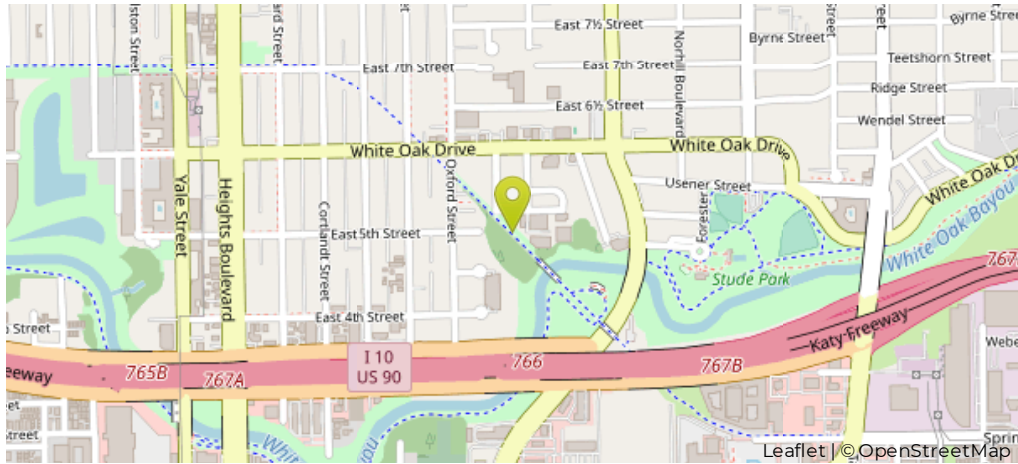 East 7½ Street
Byrne Street
Byrne Street
East 7th Street
East 7th Street
Teetshorn Street
Ridge Street
East 6½ Street
Norhill Boulevard
Wendel Street
White Oak Drive
White Oak Drive
White Oak
Yale Street
Heights Boulevard
Oxford Street
Usener Street
Forester
Cortlandt Street
East 5th Street
White Oak Bayou
Stude Park
East 4th Street
Street
I 10
US 90
765B
767A
766
767B
767
Katy Freeway
eeway
Street
Leaflet | ©OpenStreetMap